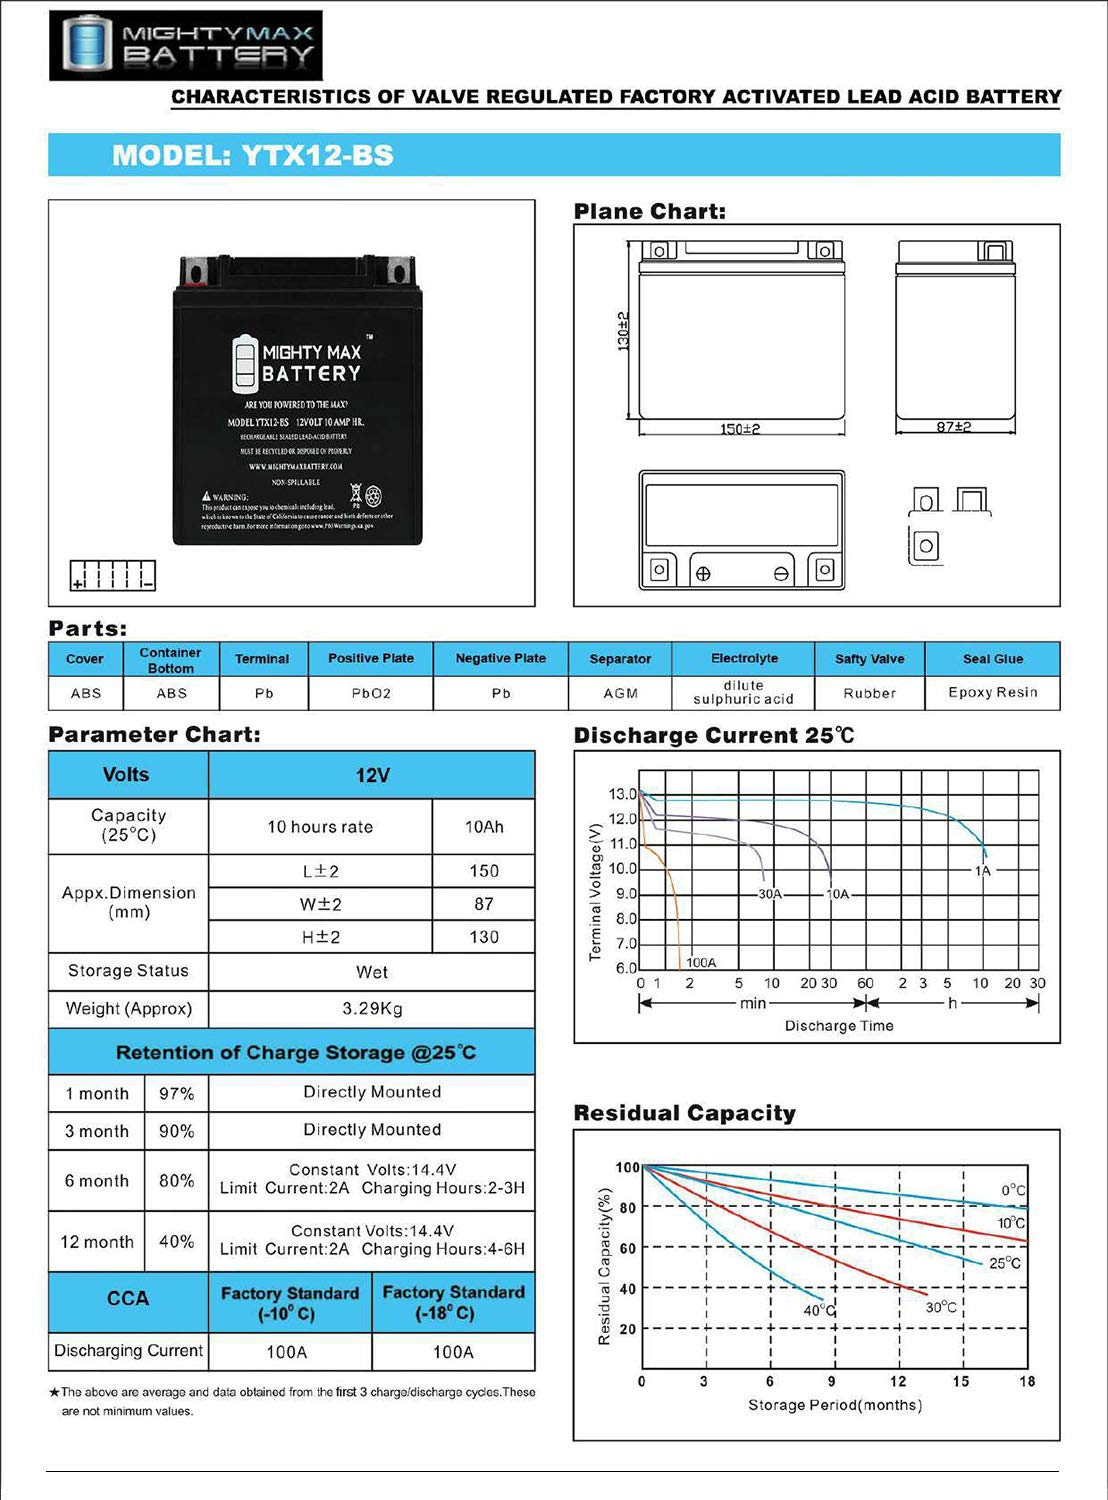 MIGHTYMAX
BATTERY
CHARACTERISTICS OF VALVE REGULATED FACTORY ACTIVATED LEAD ACID BATTERY
MODEL: YTX12-BS
MIGHTY MAX ™
BATTERY
ARE YOU POWERED TO THE MAX?
MODEL YTX12-BS 12VOLT 10 AMP HR.
RECHARGEABLE SEALED LEAD-ACID BATTERY
MUST BE RECYCLED OR DISPOSED OF PROPERLY
WWW.MIGHTYMAXBATTERY.COM
NON-SPILLABLE
WARNING:
This product can expose you to chemicals including lead,
which is known to the State of California to cause cancer and birth defects or other
reproductive harm. For more information go to www.P65Warnings.ca.gov.
Pb
+ −
Plane Chart:
130±2
150±2
87±2
Parts:
Cover Container Bottom Terminal Positive Plate Negative Plate Separator Electrolyte Safty Valve Seal Glue
ABS ABS Pb PbO2 Pb AGM dilute sulphuric acid Rubber Epoxy Resin
Parameter Chart:
Volts 12V
Capacity (25°C) 10 hours rate 10Ah
Appx.Dimension (mm)
L±2 150
W±2 87
H±2 130
Storage Status Wet
Weight (Approx) 3.29Kg
Retention of Charge Storage @25℃
1 month 97% Directly Mounted
3 month 90% Directly Mounted
6 month 80% Constant Volts:14.4V
Limit Current:2A Charging Hours:2-3H
12 month 40% Constant Volts:14.4V
Limit Current:2A Charging Hours:4-6H
CCA Factory Standard (-10°C) Factory Standard (-18°C)
Discharging Current 100A 100A
★The above are average and data obtained from the first 3 charge/discharge cycles.These
are not minimum values.
Discharge Current 25℃
Terminal Voltage(V)
13.0
12.0
11.0
10.0
9.0
8.0
7.0
6.0
1A
30A 10A
100A
0 1 2 5 10 20 30 60 2 3 5 10 20 30
min h
Discharge Time
Residual Capacity
Residual Capacity(%)
100
80
60
40
20
0°C
10°C
25°C
30°C
40°C
0 3 6 9 12 15 18
Storage Period(months)